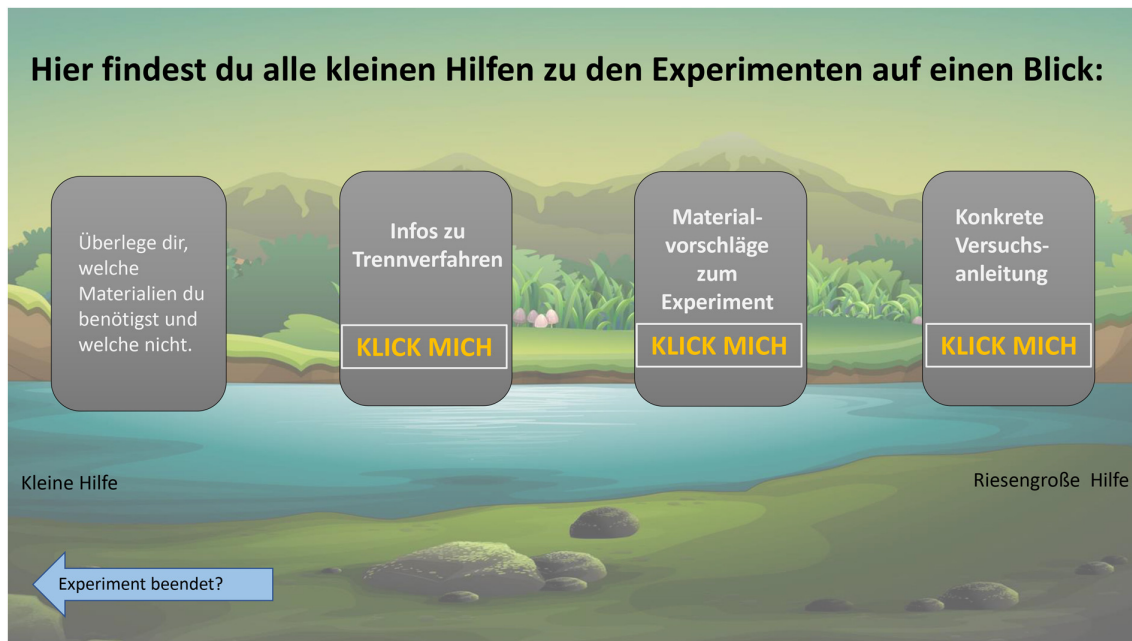 Hier findest du alle kleinen Hilfen zu den Experimenten auf einen Blick:
Überlege dir,
welche
Materialien du
benötigst und
welche nicht.
Infos zu
Trennverfahren
KLICK MICH
Material-
vorschläge
zum
Experiment
KLICK MICH
Konkrete
Versuchs-
anleitung
KLICK MICH
Kleine Hilfe
Riesengroße Hilfe
Experiment beendet?